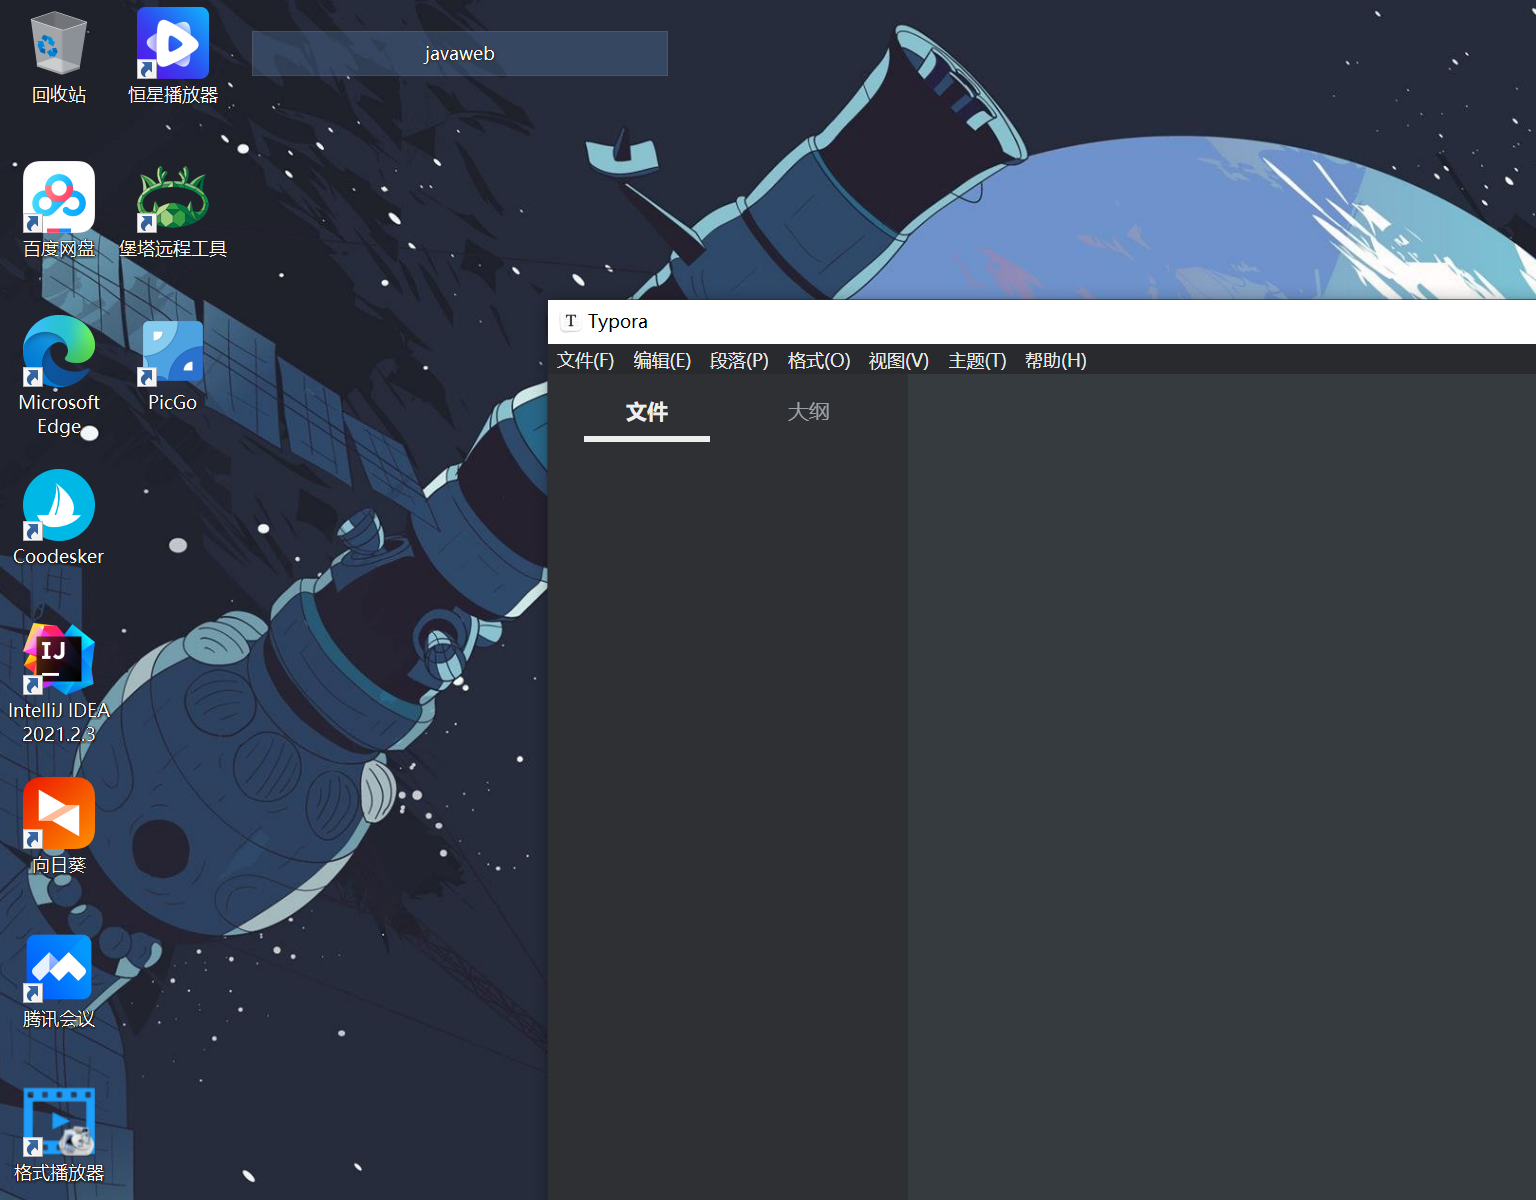 回收站
恒星播放器
javaweb
百度网盘
堡塔远程工具
Microsoft
Edge
PicGo
Coodesker
IJ
IntelliJ IDEA
2021.2.3
向日葵
腾讯会议
格式播放器
T Typora
文件(F) 编辑(E) 段落(P) 格式(O) 视图(V) 主题(T) 帮助(H)
文件 大纲